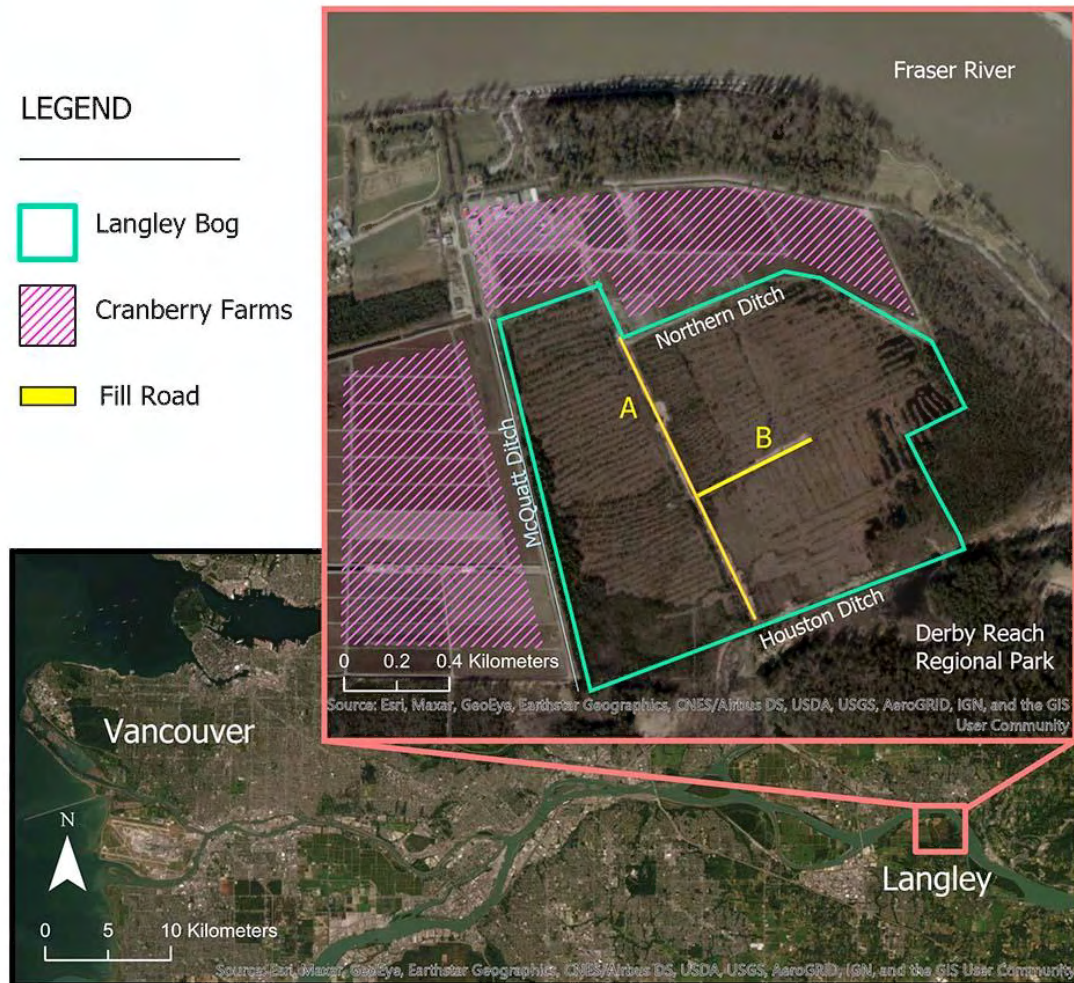 LEGEND
Langley Bog
Cranberry Farms
Fill Road
Fraser River
Northern Ditch
A
B
McQuatt Ditch
Houston Ditch
Derby Reach
Regional Park
0 0.2 0.4 Kilometers
Source: Esri, Maxar, GeoEye, Earthstar Geographics, CNES/Airbus DS, USDA, USGS, AeroGRID, IGN, and the GIS
User Community
Vancouver
Langley
N
0 5 10 Kilometers
Source: Esri, Maxar, GeoEye, Earthstar Geographics, CNES/Airbus DS, USDA, USGS, AeroGRID, IGN, and the GIS User Community